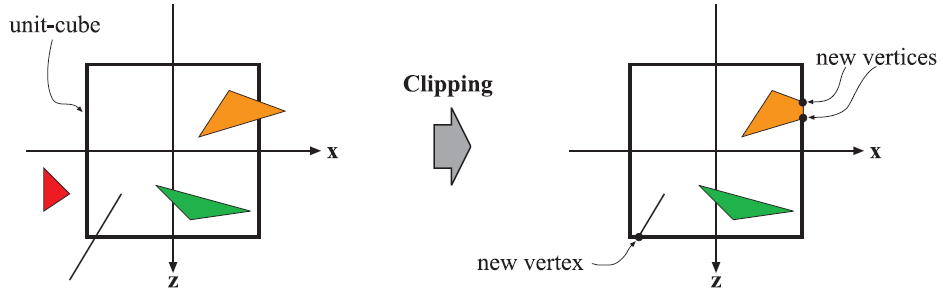 unit-cube
x
z
Clipping
new vertices
x
new vertex
z